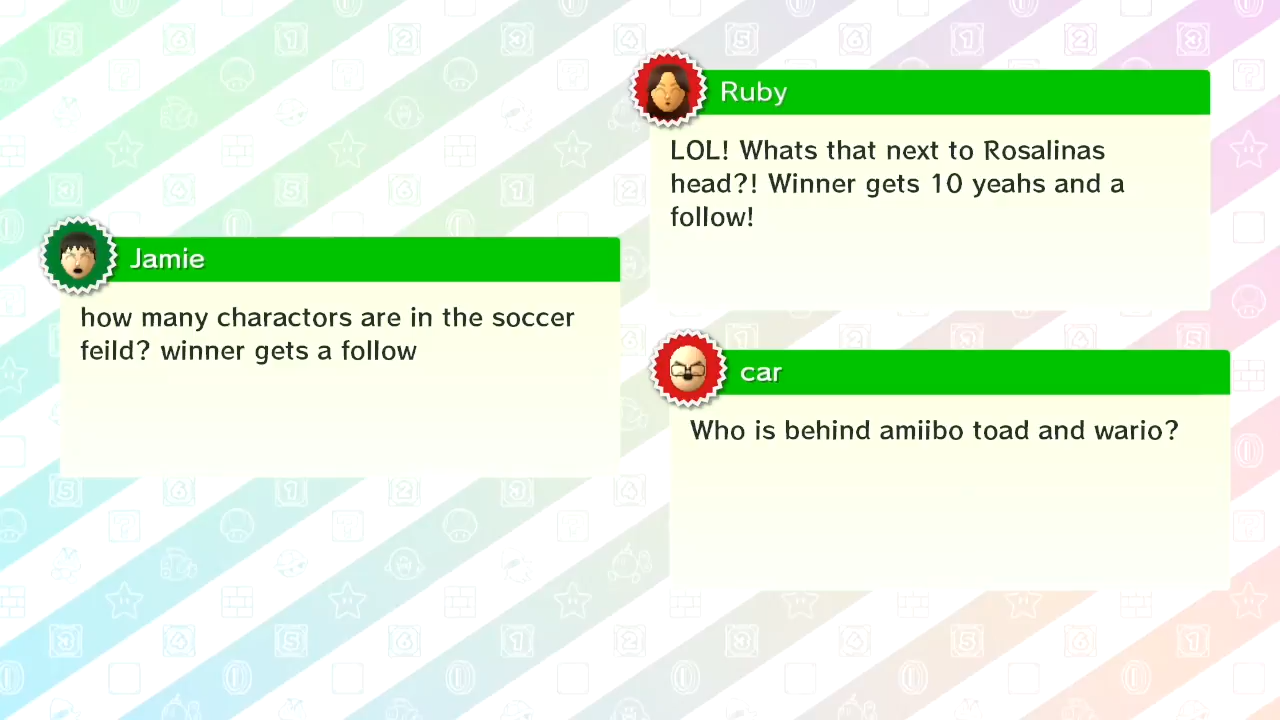 Ruby
LOL! Whats that next to Rosalinas
head?! Winner gets 10 yeahs and a
follow!
Jamie
how many charactors are in the soccer
feild? winner gets a follow
car
Who is behind amiibo toad and wario?